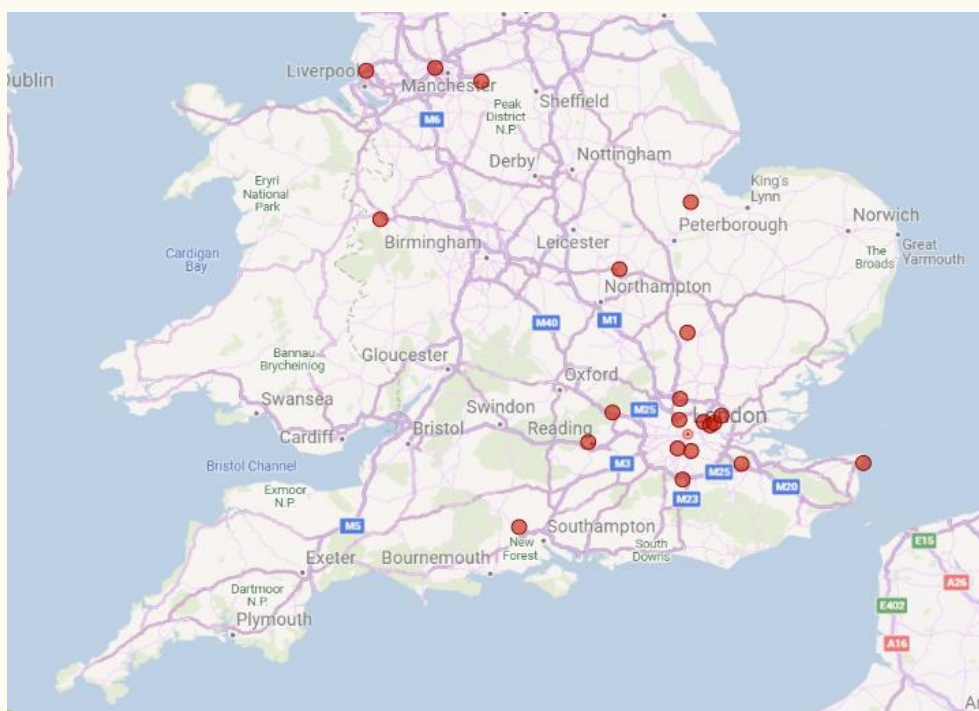 Dublin
Liverpool
Manchester
Sheffield
Peak
District
N.P.
M6
Derby
Nottingham
Eryri
National
Park
King's
Lynn
Peterborough
Norwich
Birmingham
Leicester
The
Broads
Great
Yarmouth
Cardigan
Bay
Northampton
M40
M1
Bannau
Brycheiniog
Gloucester
Oxford
Swansea
Swindon
M25
London
Cardiff
Bristol
Reading
Bristol Channel
M3
M25
M20
M23
Exmoor
N.P.
M5
Southampton
New
Forest
South
Downs
Exeter
Bournemouth
Dartmoor
N.P.
Plymouth
E15
A26
E402
A16